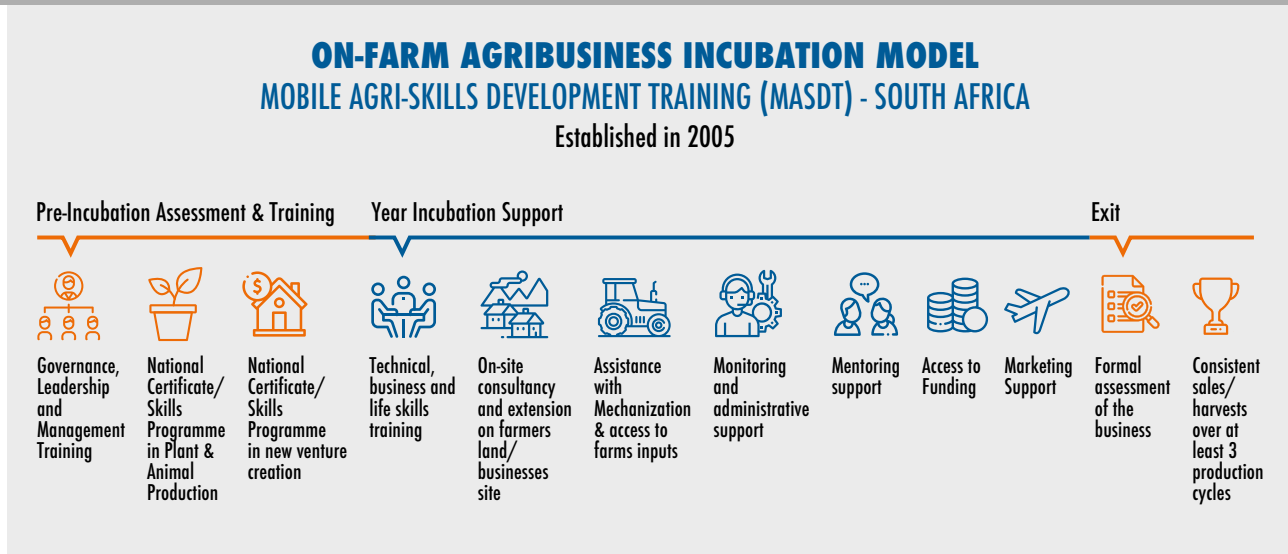 ON-FARM AGRIBUSINESS INCUBATION MODEL
MOBILE AGRI-SKILLS DEVELOPMENT TRAINING (MASDT) - SOUTH AFRICA
Established in 2005
Pre-Incubation Assessment & Training
Year Incubation Support
Exit
$
Governance,
Leadership
and
Management
Training
National
Certificate/
Skills
Programme
in Plant &
Animal
Production
National
Certificate/
Skills
Programme
in new venture
creation
Technical,
business and
life skills
training
On-site
consultancy
and extension
on farmers
land/
businesses
site
Assistance
with
Mechanization
& access to
farms inputs
Monitoring
and
administrative
support
Mentoring
support
Access to
Funding
Marketing
Support
Formal
assessment
of the
business
Consistent
sales/
harvests
over at
least 3
production
cycles